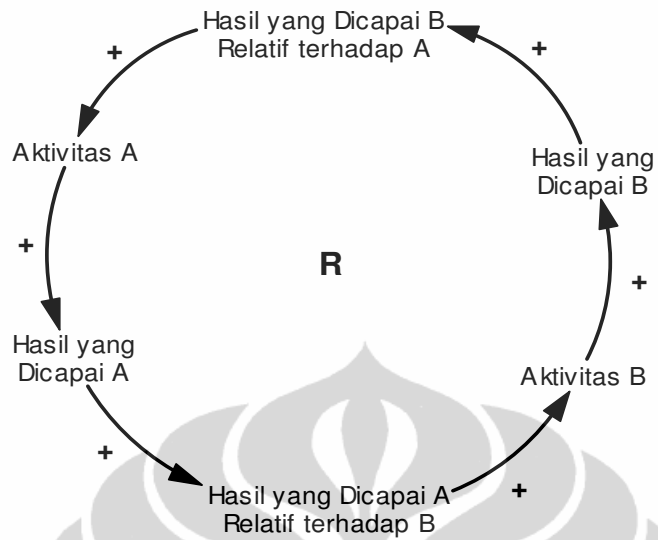 Hasil yang Dicapai B
Relatif terhadap A
+
+
Aktivitas A
Hasil yang
Dicapai B
+
R
+
Hasil yang
Dicapai A
Aktivitas B
+
Hasil yang Dicapai A
Relatif terhadap B
+